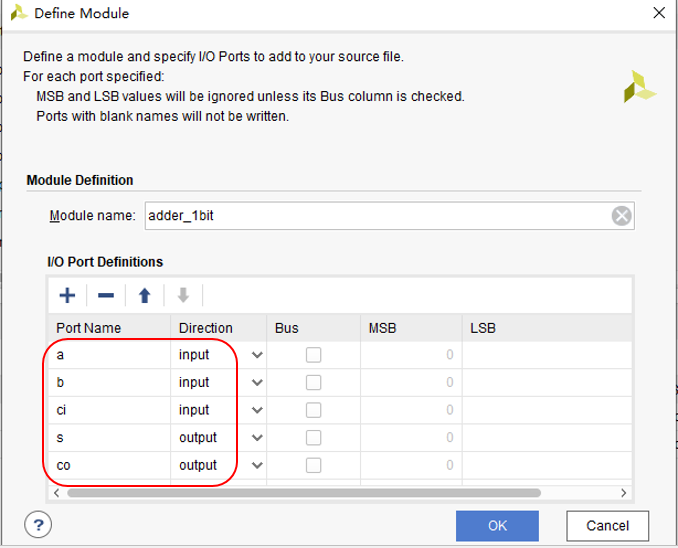 Define Module
Define a module and specify I/O Ports to add to your source file.
For each port specified:
MSB and LSB values will be ignored unless its Bus column is checked.
Ports with blank names will not be written.
Module Definition
Module name: adder_1bit
I/O Port Definitions
Port Name Direction Bus MSB LSB
a input 0
b input 0
ci input 0
s output 0
co output 0
? OK Cancel